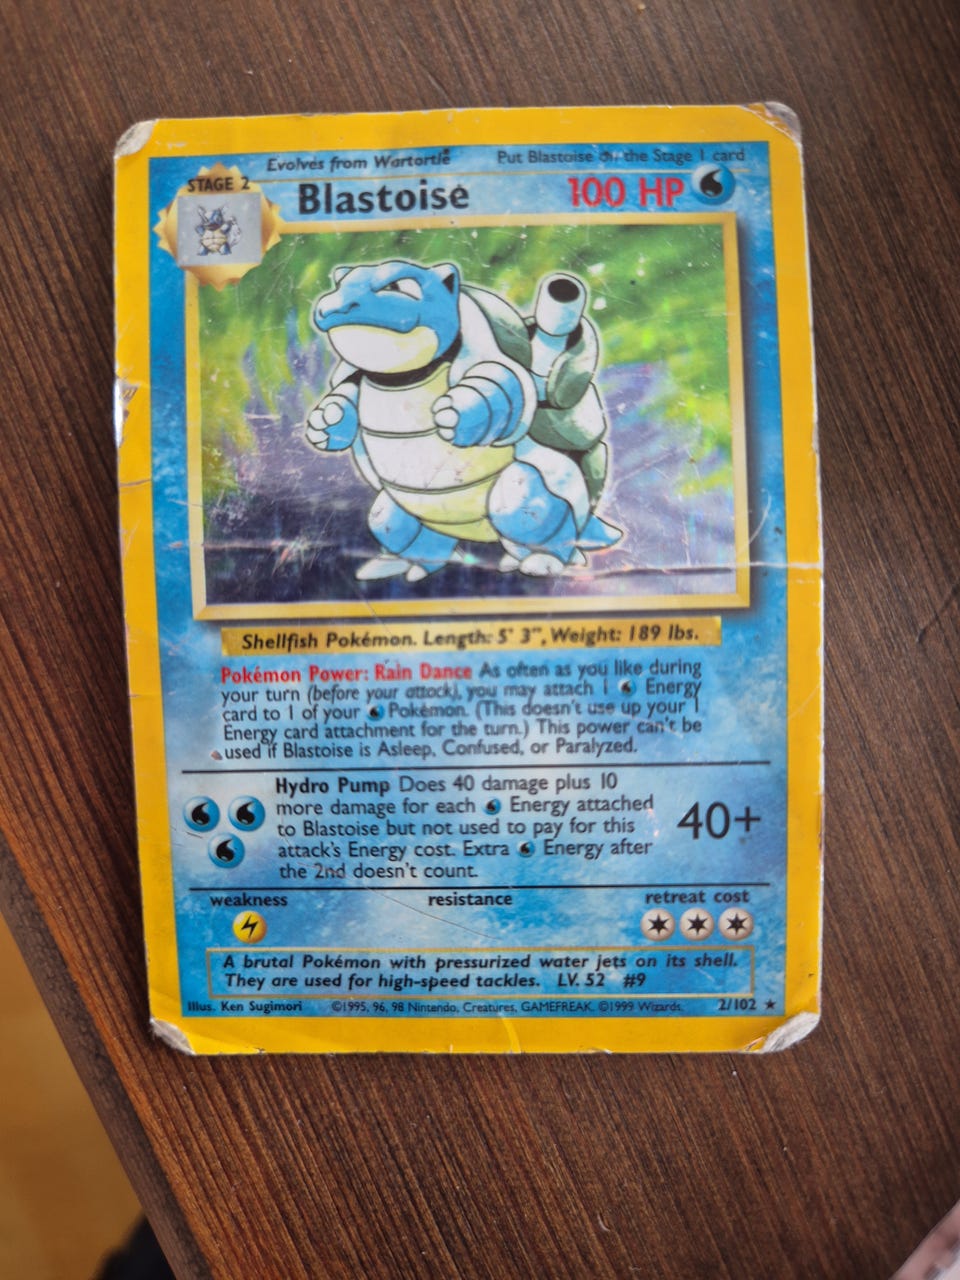 Evolves from Wartortle Put Blastoise on the Stage 1 card
STAGE 2
Blastoise 100 HP
Shellfish Pokémon. Length: 5' 3", Weight: 189 lbs.
Pokémon Power: Rain Dance As often as you like during
your turn (before your attack), you may attach 1 Energy
card to 1 of your Pokémon. (This doesn't use up your 1
Energy card attachment for the turn.) This power can't be
used if Blastoise is Asleep, Confused, or Paralyzed.
Hydro Pump Does 40 damage plus 10
more damage for each Energy attached
to Blastoise but not used to pay for this
attack's Energy cost. Extra Energy after
the 2nd doesn't count.
40+
weakness resistance retreat cost
A brutal Pokémon with pressurized water jets on its shell.
They are used for high-speed tackles. LV. 52 #9
Illus. Ken Sugimori ©1995, 96, 98 Nintendo, Creatures, GAMEFREAK. ©1999 Wizards. 2/102 ★